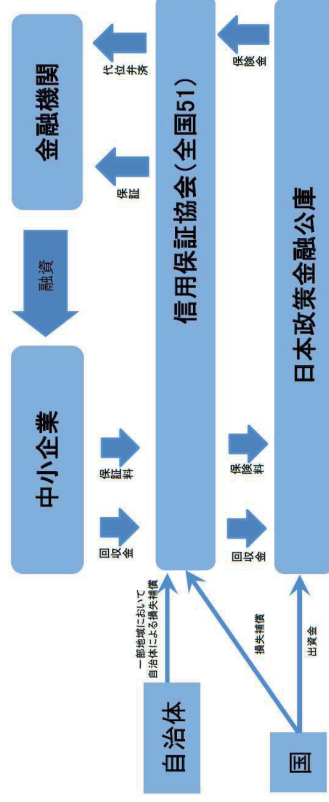 中小企業
融資
金融機関
回収金
保証料
保証
代位弁済
一部地域において
自治体による損失補償
自治体
信用保証協会(全国51)
回収金
保険料
保険金
損失補償
出資金
国
日本政策金融公庫